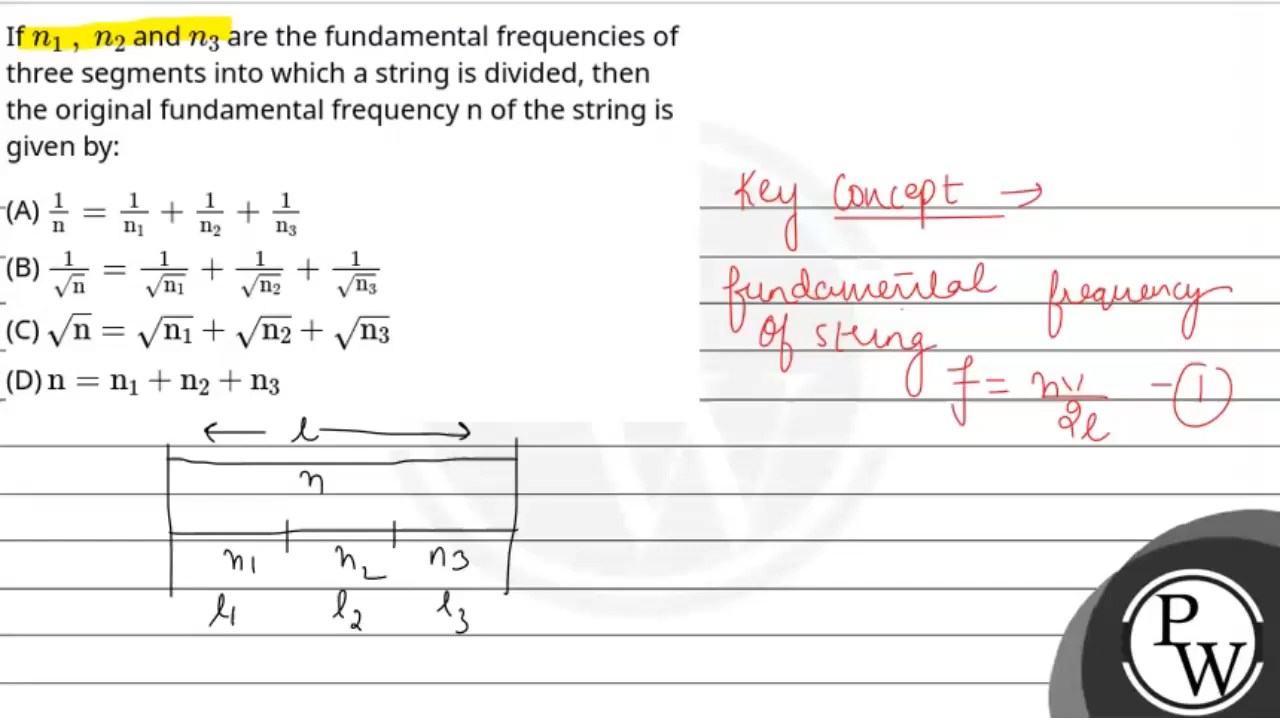 If n₁ , n₂ and n₃ are the fundamental frequencies of
three segments into which a string is divided, then
the original fundamental frequency n of the string is
given by:
(A) 1/n = 1/n₁ + 1/n₂ + 1/n₃
(B) 1/√n = 1/√n₁ + 1/√n₂ + 1/√n₃
(C) √n = √n₁ + √n₂ + √n₃
(D) n = n₁ + n₂ + n₃
l
n
n1 n2 n3
l1 l2 l3
Key Concept →
fundamental frequency
of string
f = nv/2l - ①
PW